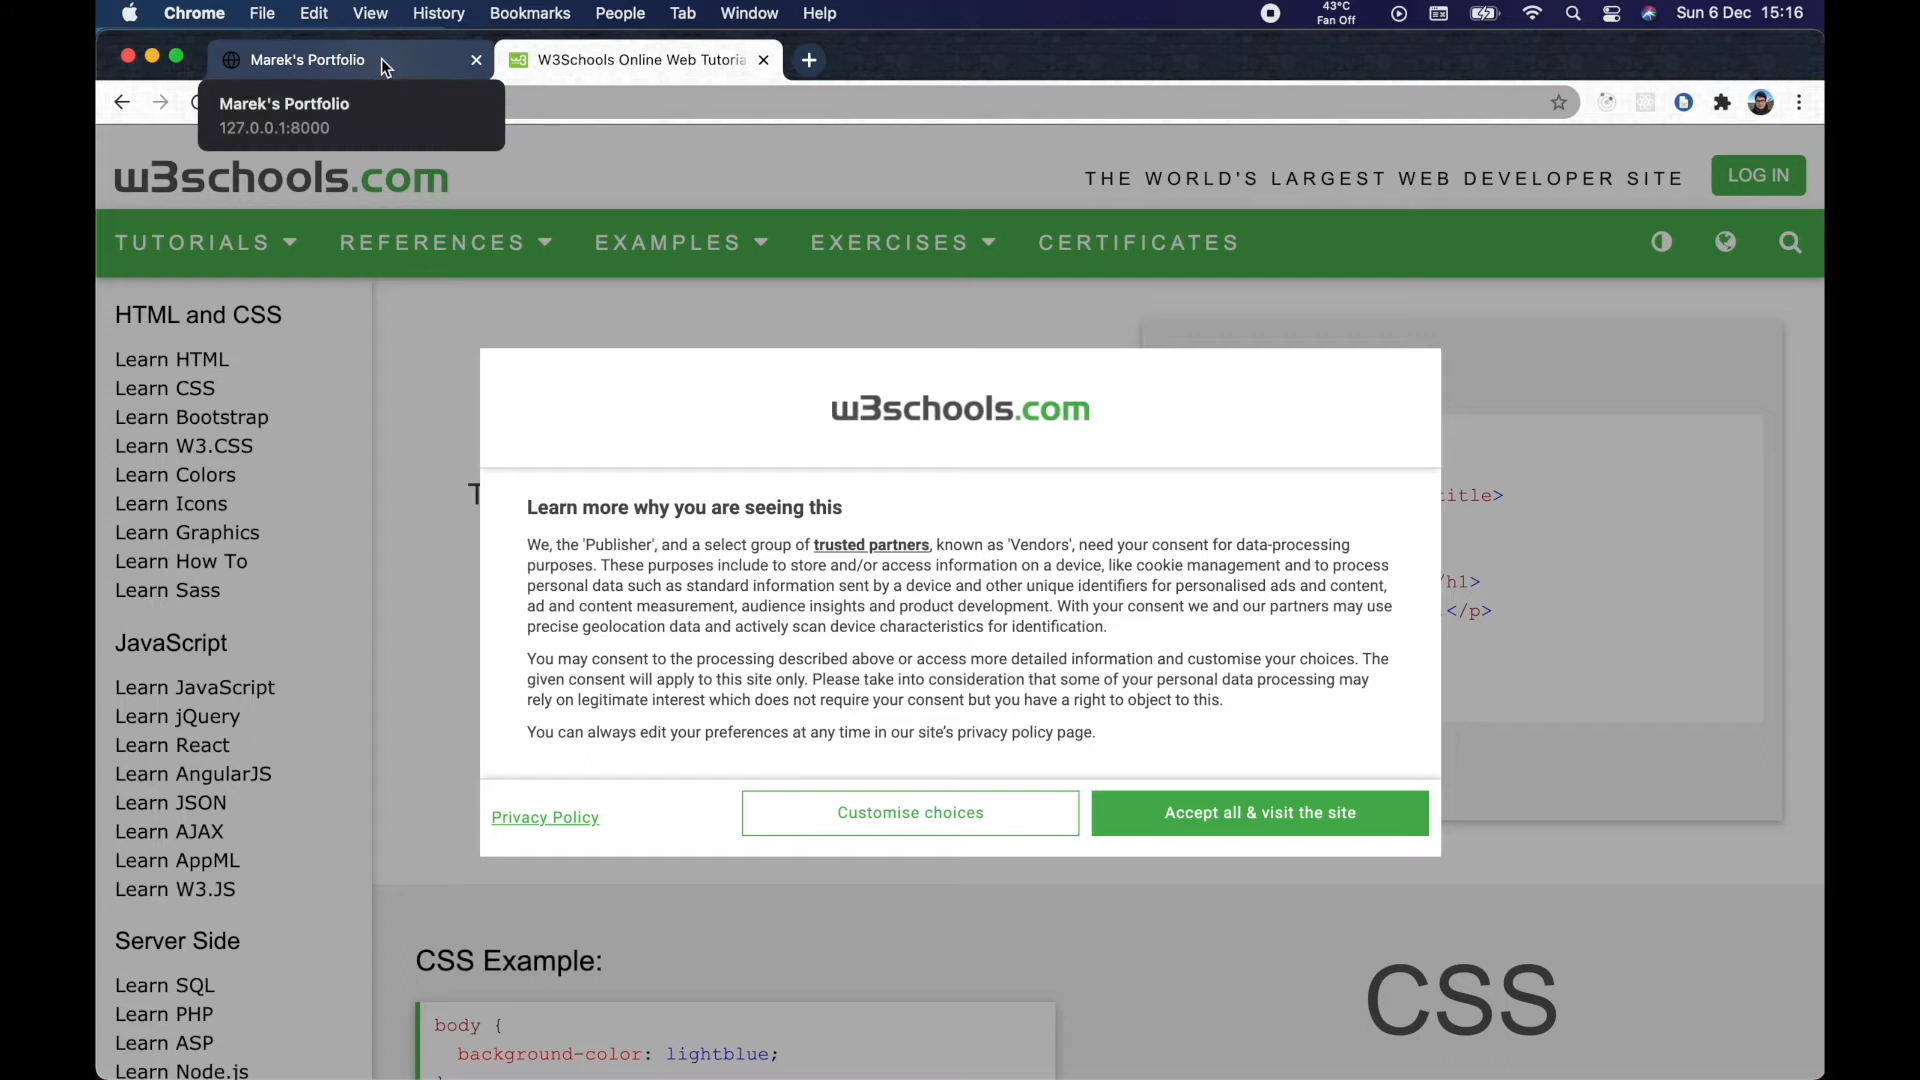 Chrome File Edit View History Bookmarks People Tab Window Help
43°C
Fan Off
Sun 6 Dec 15:16
Marek's Portfolio
W3Schools Online Web Tutoria
Marek's Portfolio
127.0.0.1:8000
w3schools.com
THE WORLD'S LARGEST WEB DEVELOPER SITE
LOG IN
TUTORIALS REFERENCES EXAMPLES EXERCISES CERTIFICATES
HTML and CSS
Learn HTML
Learn CSS
Learn Bootstrap
Learn W3.CSS
Learn Colors
Learn Icons
Learn Graphics
Learn How To
Learn Sass
JavaScript
Learn JavaScript
Learn jQuery
Learn React
Learn AngularJS
Learn JSON
Learn AJAX
Learn AppML
Learn W3.JS
Server Side
Learn SQL
Learn PHP
Learn ASP
Learn Node.js
T
w3schools.com
Learn more why you are seeing this
We, the 'Publisher', and a select group of trusted partners, known as 'Vendors', need your consent for data-processing
purposes. These purposes include to store and/or access information on a device, like cookie management and to process
personal data such as standard information sent by a device and other unique identifiers for personalised ads and content,
ad and content measurement, audience insights and product development. With your consent we and our partners may use
precise geolocation data and actively scan device characteristics for identification.
You may consent to the processing described above or access more detailed information and customise your choices. The
given consent will apply to this site only. Please take into consideration that some of your personal data processing may
rely on legitimate interest which does not require your consent but you have a right to object to this.
You can always edit your preferences at any time in our site's privacy policy page.
Privacy Policy
Customise choices
Accept all & visit the site
itle>
/h1>
</p>
CSS Example:
body {
background-color: lightblue;
CSS